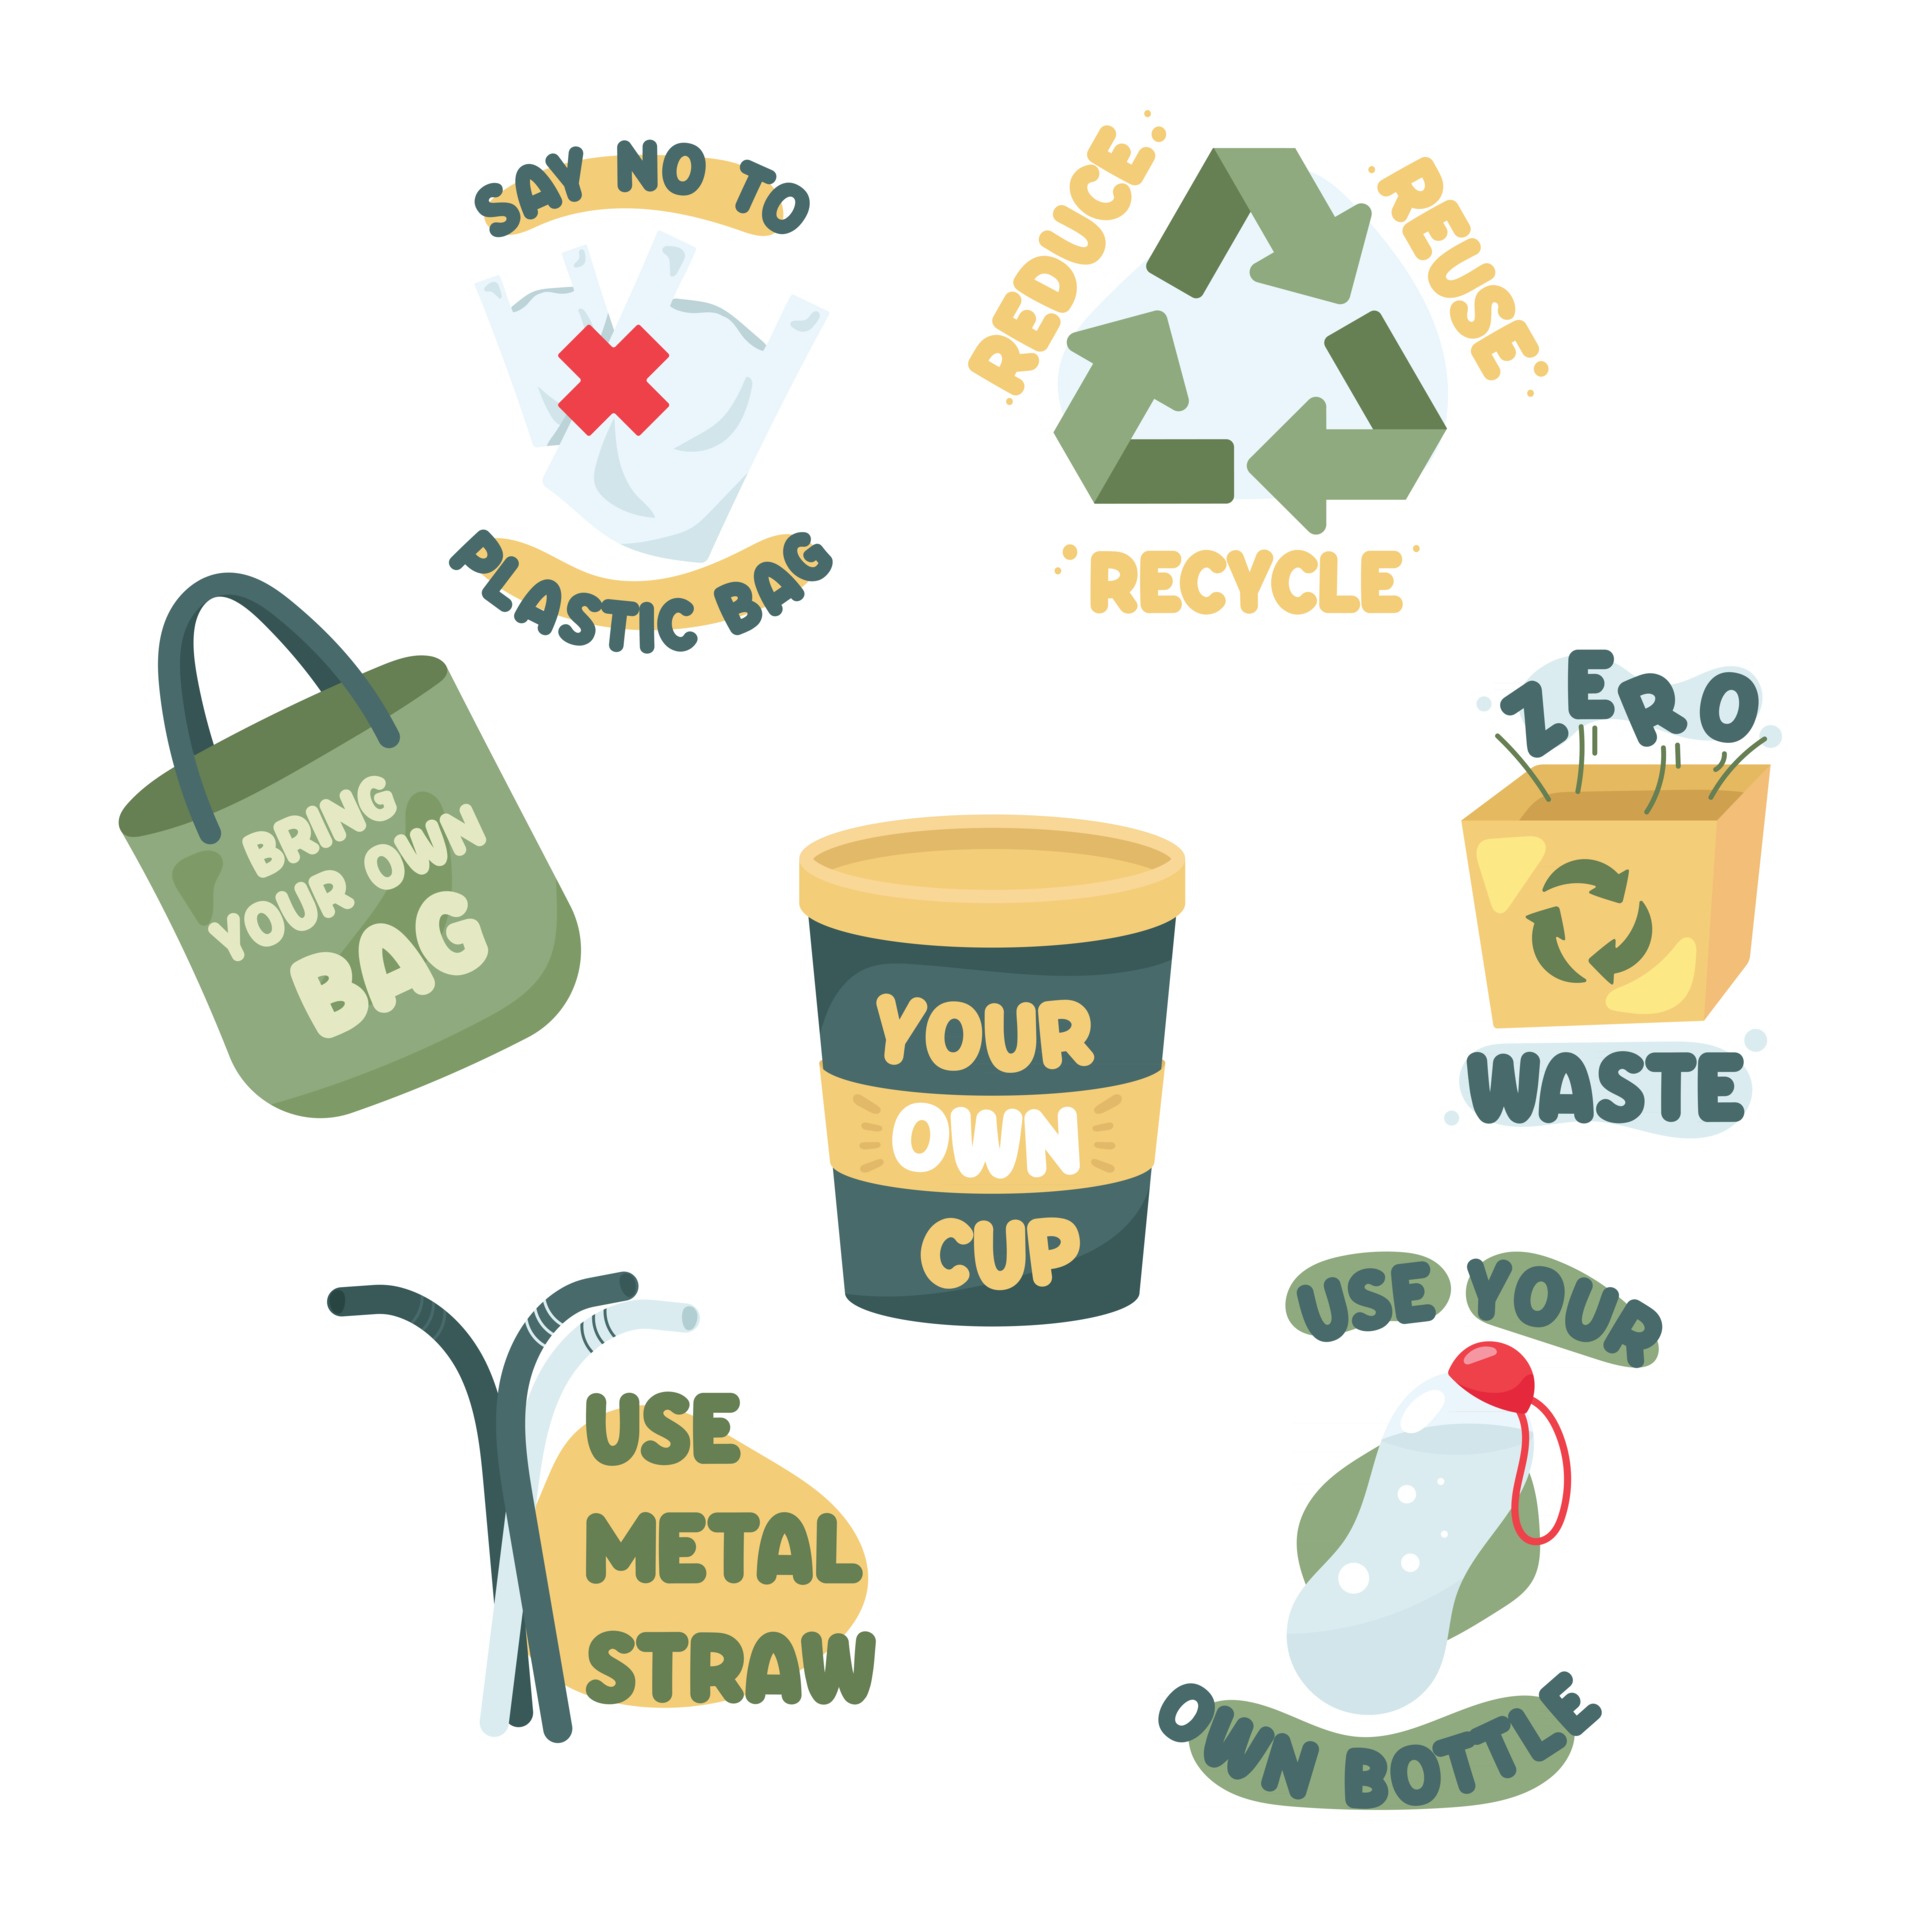 SAY NO TO
PLASTIC BAG
REDUCE
REUSE
RECYCLE
BRING
YOUR OWN
BAG
ZERO
WASTE
YOUR
OWN
CUP
USE
METAL
STRAW
USE YOUR
OWN BOTTLE